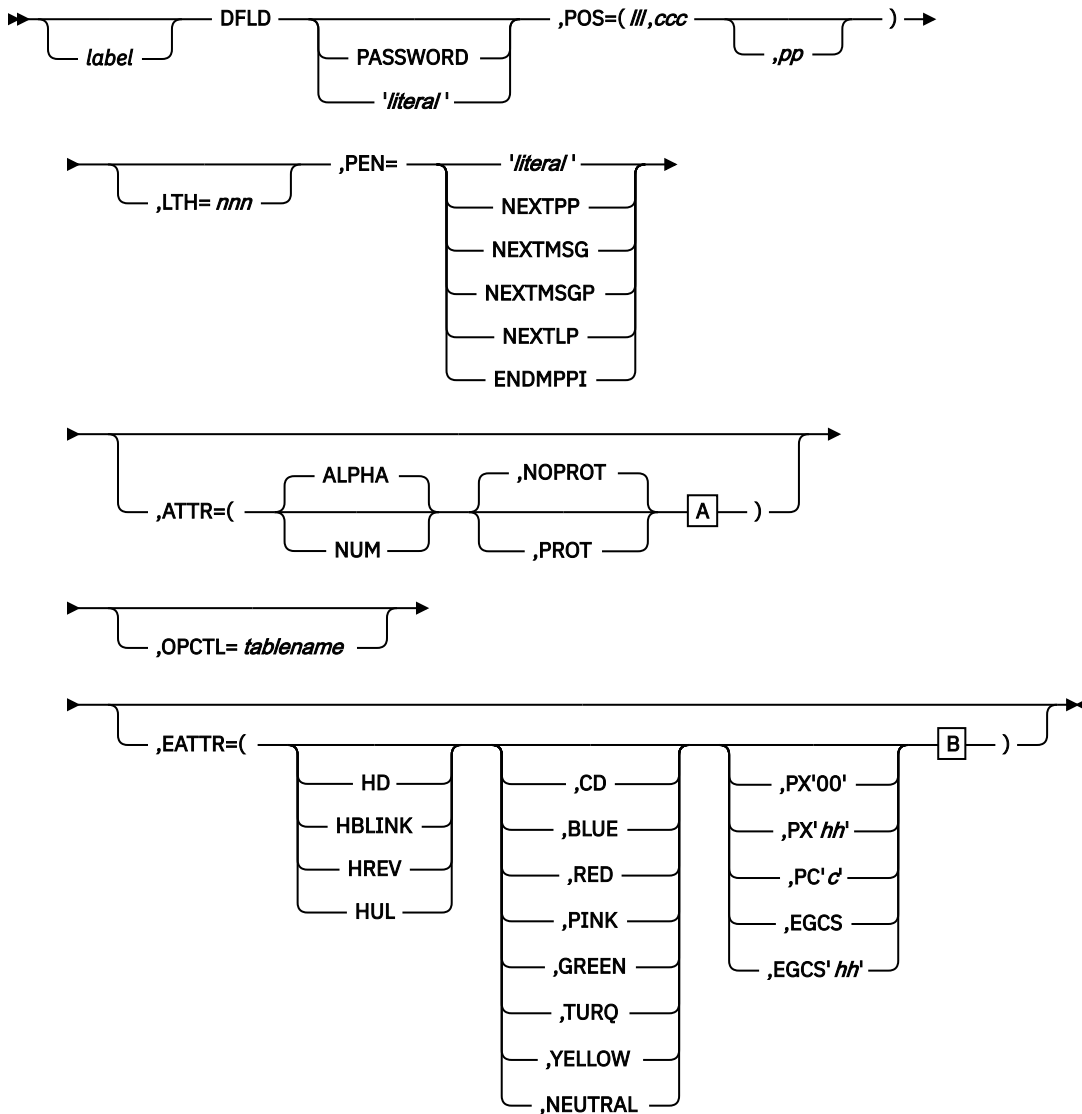 DFLD ,POS=( lll,ccc )
label PASSWORD ,pp
'literal'
,PEN= 'literal'
,LTH= nnn NEXTPP
NEXTMSG
NEXTMSGP
NEXTLP
ENDMPPI
ALPHA ,NOPROT
,ATTR=( A )
NUM ,PROT
,OPCTL= tablename
,EATTR=( B )
HD ,CD ,PX'00'
HBLINK ,BLUE ,PX'hh'
HREV ,RED ,PC'c'
HUL ,PINK ,EGCS
,GREEN ,EGCS'hh'
,TURQ
,YELLOW
,NEUTRAL